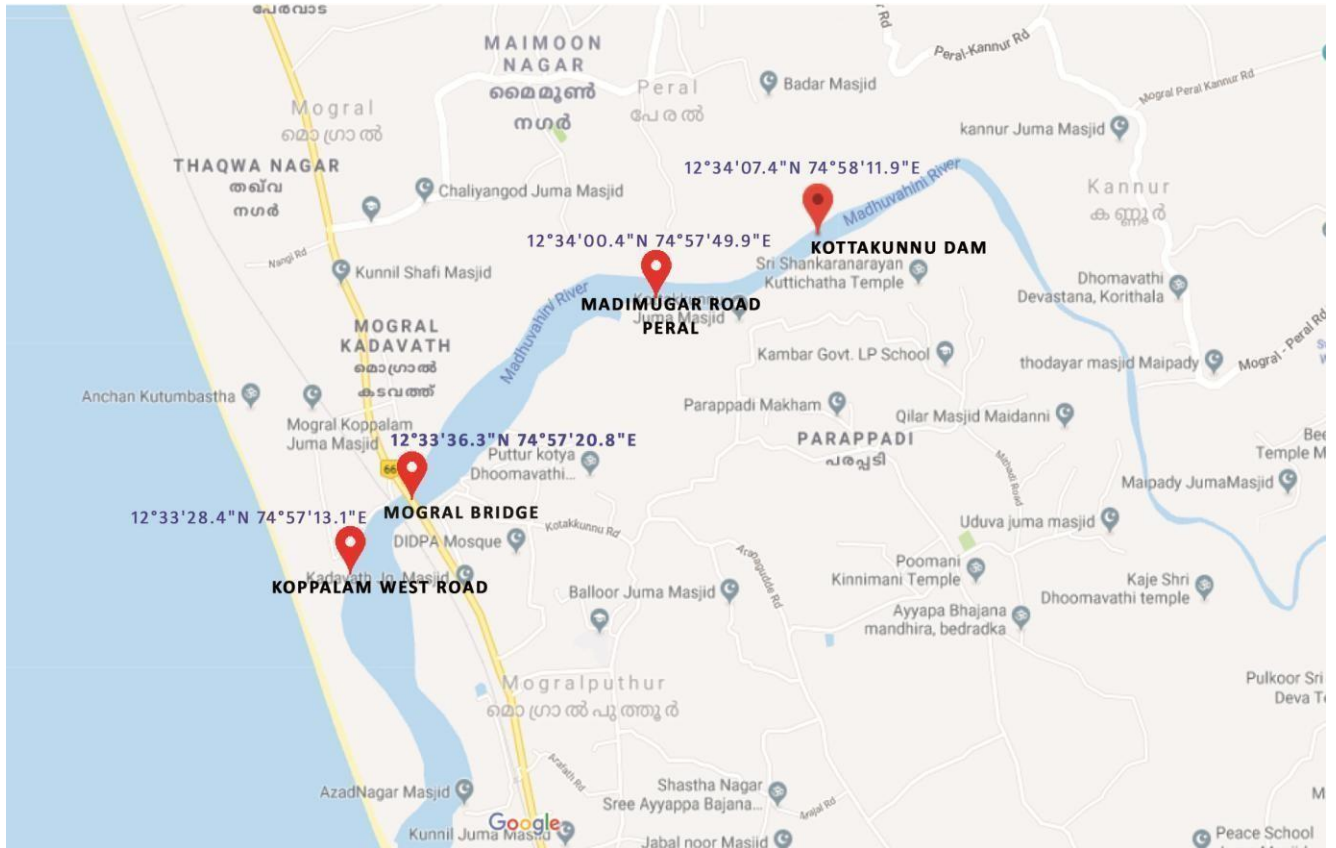 പേർവാട
Mogral
മൊഗ്രാൽ
THAQWA NAGAR
തഖ്‌വ
നഗർ
Nangi Rd
MAIMOON
NAGAR
മൈമൂൺ
നഗർ
Peral
പേരൽ
Badar Masjid
Peral-Kannur Rd
Mogral Peral Kannur Rd
kannur Juma Masjid
Kannur
കണ്ണൂർ
Chaliyangod Juma Masjid
Kunnil Shafi Masjid
12°34'07.4"N 74°58'11.9"E
Madhuvahini River
KOTTAKUNNU DAM
12°34'00.4"N 74°57'49.9"E
MADIMUGAR ROAD
PERAL
Juma Masjid
Sri Shankaranarayan
Kuttichatha Temple
Dhomavathi
Devastana, Korithala
Madhuvahini River
MOGRAL
KADAVATH
മൊഗ്രാൽ
കടവത്ത്
Kambar Govt. LP School
thodayar masjid Maipady
Mogral - Peral Rd
Anchan Kutumbastha
Mogral Koppalam
Juma Masjid
Parappadi Makham
Qilar Masjid Maidanni
PARAPPADI
പരപ്പടി
Temple M
Maipady JumaMasjid
12°33'36.3"N 74°57'20.8"E
66
Puttur kotya
Dhoomavathi...
MOGRAL BRIDGE
12°33'28.4"N 74°57'13.1"E
DIDPA Mosque
Kotakkunnu Rd
Uduva juma masjid
Kadavath Jn. Masjid
KOPPALAM WEST ROAD
Balloor Juma Masjid
Poomani
Kinnimani Temple
Kaje Shri
Dhoomavathi temple
Ayyapa Bhajana
mandhira, bedradka
Mogralputhur
മൊഗ്രാൽപുത്തൂർ
Pulkoor Sri
Arafath Rd
AzadNagar Masjid
Shastha Nagar
Sree Ayyappa Bajana...
Arajal Rd
Google
Kunnil Juma Masjid
Jabal noor Masjid
Peace School